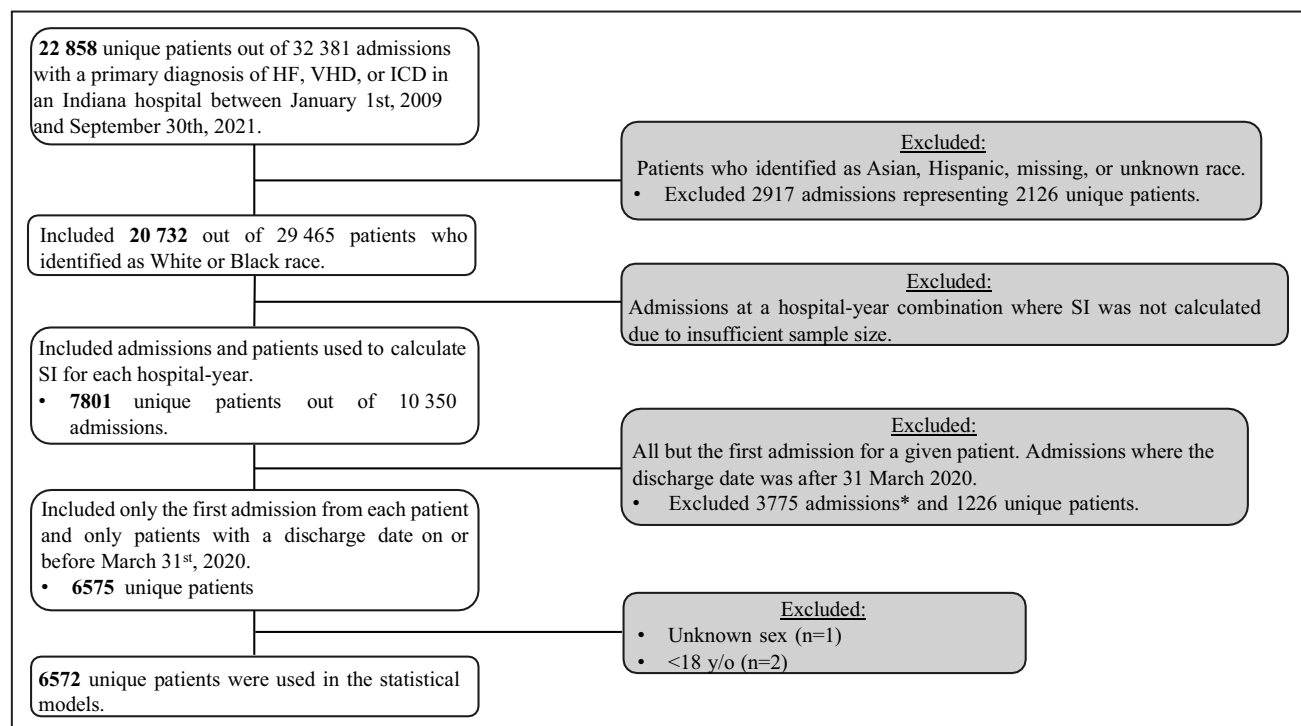 22 858 unique patients out of 32 381 admissions
with a primary diagnosis of HF, VHD, or ICD in
an Indiana hospital between January 1st, 2009
and September 30th, 2021.
Excluded:
Patients who identified as Asian, Hispanic, missing, or unknown race.
• Excluded 2917 admissions representing 2126 unique patients.
Included 20 732 out of 29 465 patients who
identified as White or Black race.
Excluded:
Admissions at a hospital-year combination where SI was not calculated
due to insufficient sample size.
Included admissions and patients used to calculate
SI for each hospital-year.
• 7801 unique patients out of 10 350
admissions.
Excluded:
All but the first admission for a given patient. Admissions where the
discharge date was after 31 March 2020.
• Excluded 3775 admissions* and 1226 unique patients.
Included only the first admission from each patient
and only patients with a discharge date on or
before March 31st, 2020.
• 6575 unique patients
Excluded:
• Unknown sex (n=1)
• <18 y/o (n=2)
6572 unique patients were used in the statistical
models.